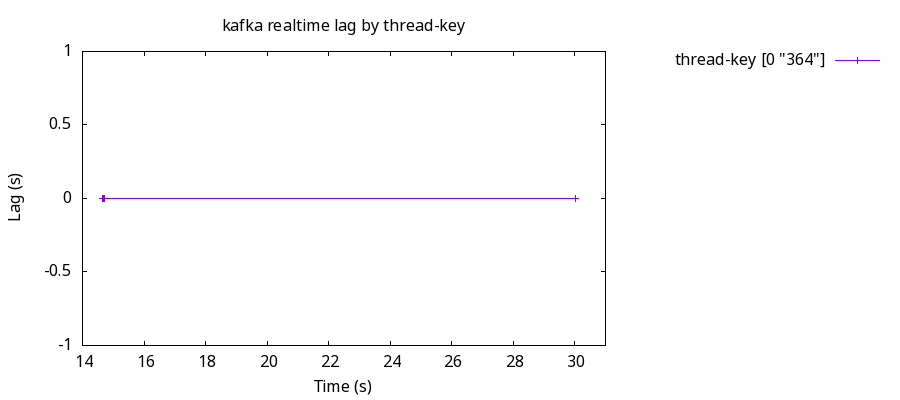 kafka realtime lag by thread-key
thread-key [0 "364"]
1
0.5
0
-0.5
-1
Lag (s)
14 16 18 20 22 24 26 28 30
Time (s)